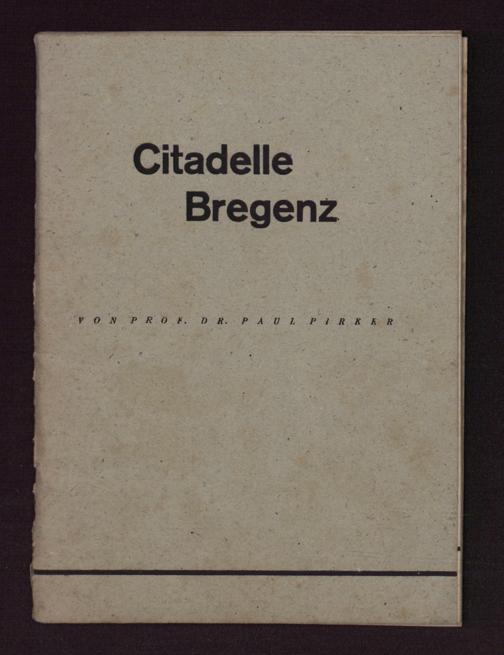 Citadelle
Bregenz
VON PROF. DR. PAUL PIRKER